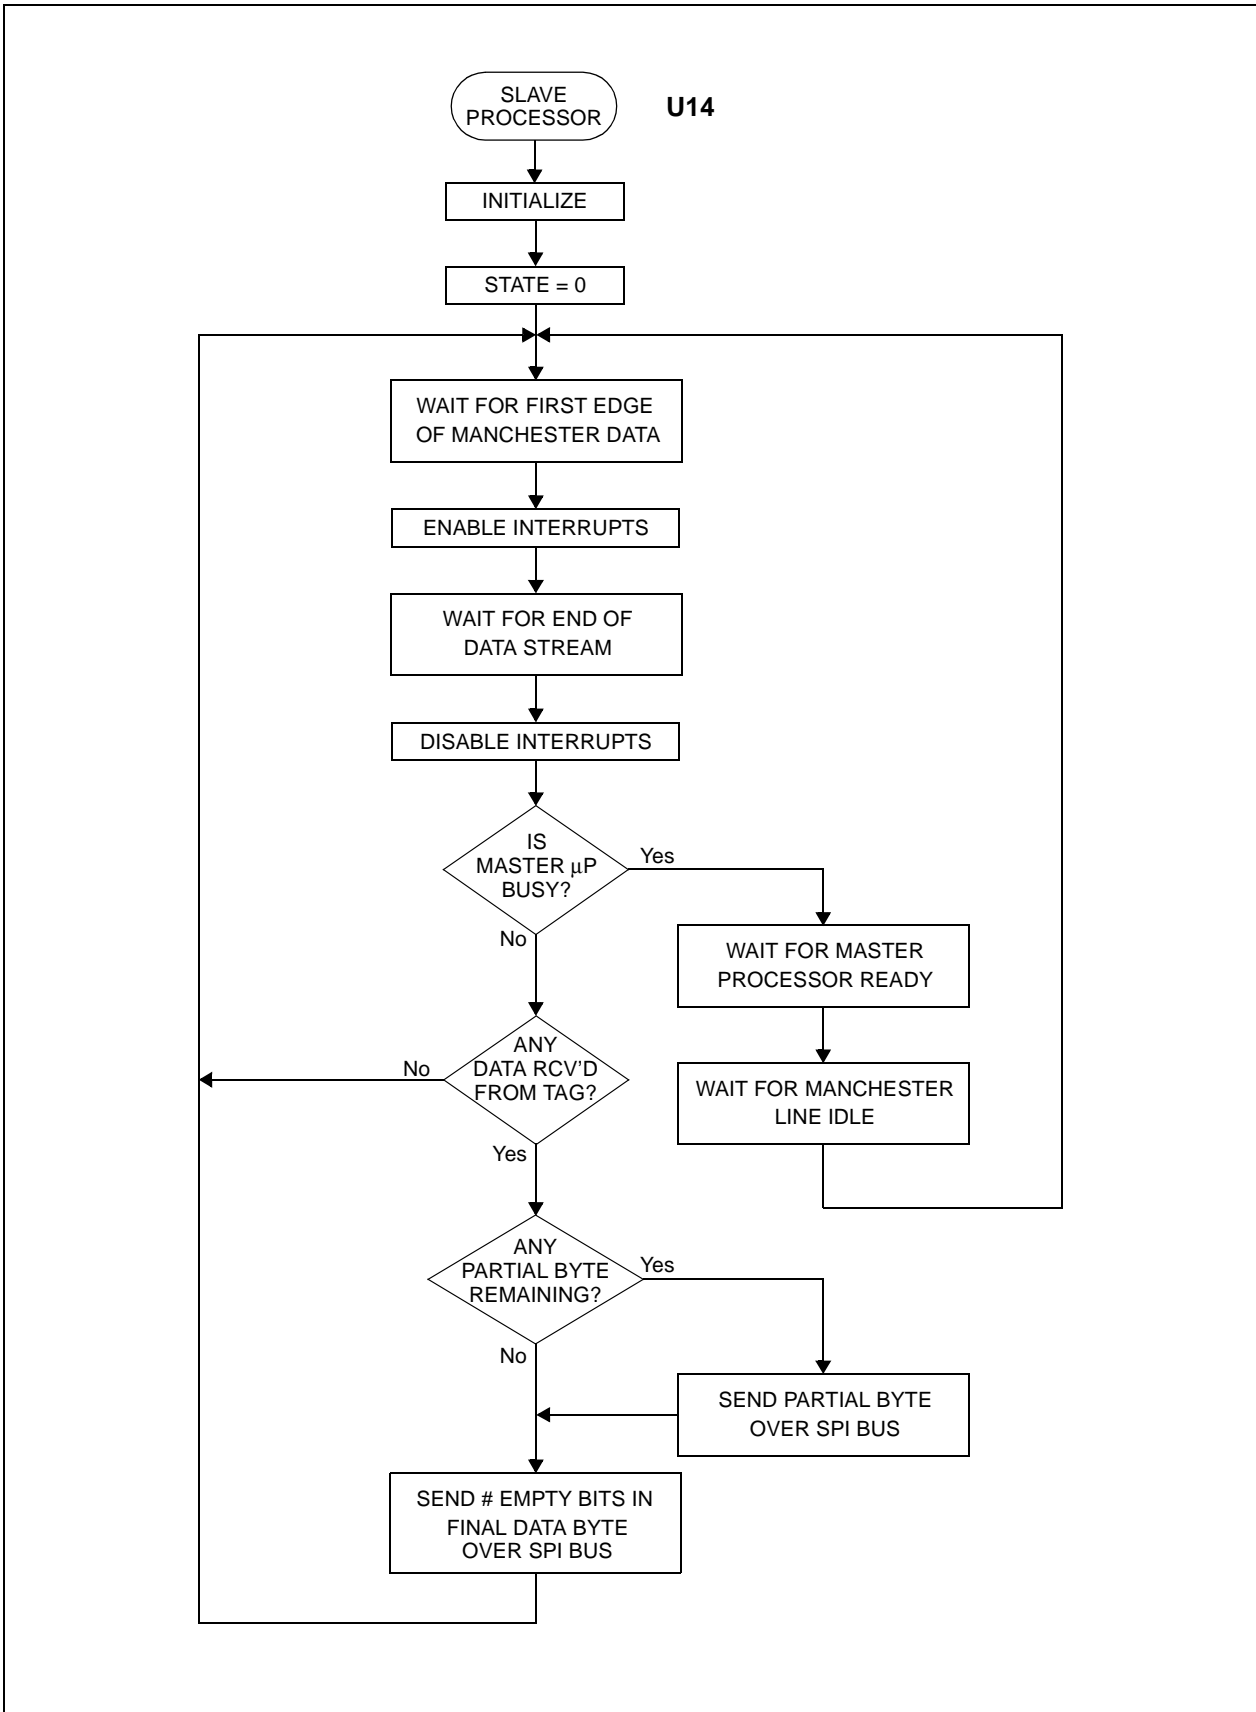 SLAVE
PROCESSOR
U14
INITIALIZE
STATE = 0
WAIT FOR FIRST EDGE
OF MANCHESTER DATA
ENABLE INTERRUPTS
WAIT FOR END OF
DATA STREAM
DISABLE INTERRUPTS
IS
MASTER μP
BUSY?
Yes
No
WAIT FOR MASTER
PROCESSOR READY
ANY
DATA RCV'D
FROM TAG?
No
Yes
WAIT FOR MANCHESTER
LINE IDLE
ANY
PARTIAL BYTE
REMAINING?
Yes
No
SEND PARTIAL BYTE
OVER SPI BUS
SEND # EMPTY BITS IN
FINAL DATA BYTE
OVER SPI BUS